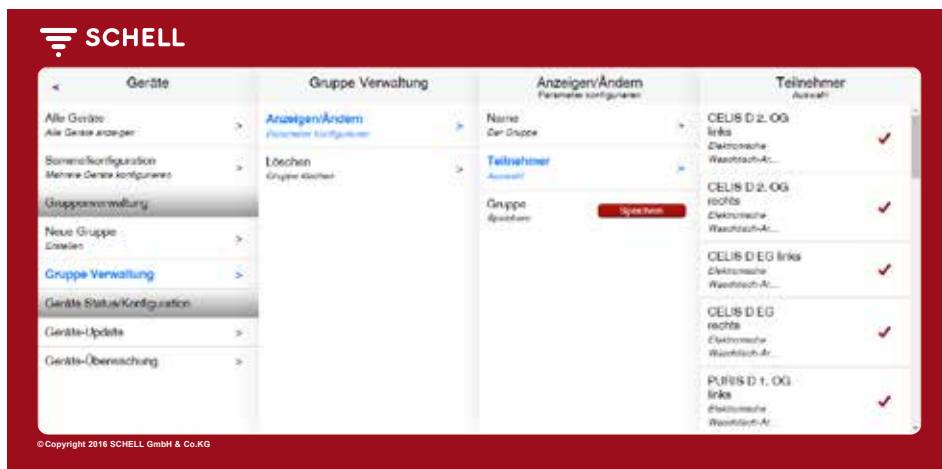 SCHELL
< Geräte
Alle Geräte
Alle Geräte anzeigen
>
Sammelkonfiguration
Mehrere Geräte konfigurieren
>
Gruppenverwaltung
Neue Gruppe
Erstellen
>
Gruppe Verwaltung
>
Geräte Status/Konfiguration
Geräte-Update
>
Geräte-Überwachung
>
Gruppe Verwaltung
Anzeigen/Ändern
Parameter konfigurieren
>
Löschen
Gruppe löschen
>
Anzeigen/Ändern
Parameter konfigurieren
Name
Der Gruppe
>
Teilnehmer
Auswahl
>
Gruppe
Speichern
Speichern
Teilnehmer
Auswahl
CELIS D 2. OG
links
Elektronische
Waschtisch-Ar...
CELIS D 2. OG
rechts
Elektronische
Waschtisch-Ar...
CELIS D EG links
Elektronische
Waschtisch-Ar...
CELIS D EG
rechts
Elektronische
Waschtisch-Ar...
PURIS D 1. OG
links
Elektronische
Waschtisch-Ar...
© Copyright 2016 SCHELL GmbH & Co.KG